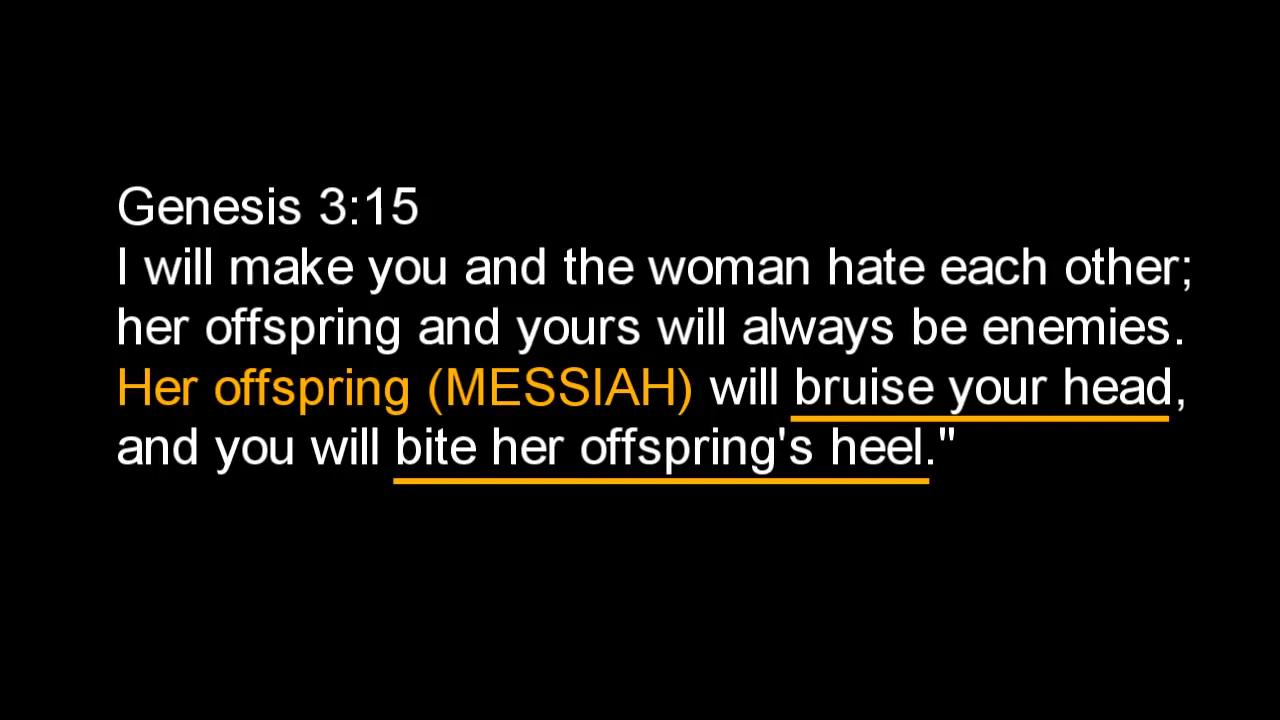 Genesis 3:15
I will make you and the woman hate each other;
her offspring and yours will always be enemies.
Her offspring (MESSIAH) will bruise your head,
and you will bite her offspring's heel."